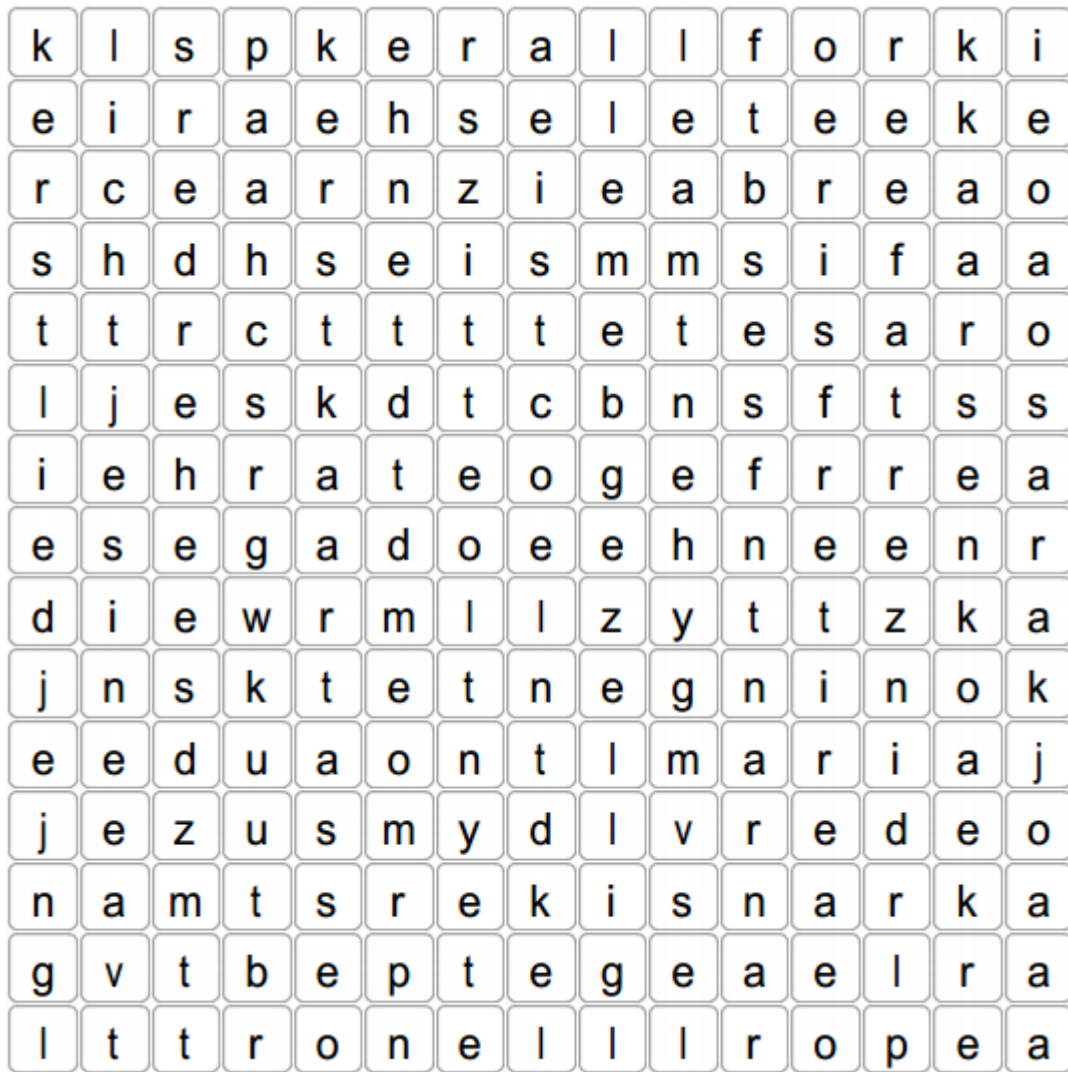 k l s p k e r a l l f o r k i
e i r a e h s e l e t e e k e
r c e a r n z i e a b r e a o
s h d h s e i s m m s i f a a
t t r c t t t t e t e s a r o
l j e s k d t c b n s f t s s
i e h r a t e o g e f r r e a
e s e g a d o e e h n e e n r
d i e w r m l l z y t t z k a
j n s k t e t n e g n i n o k
e e d u a o n t l m a r i a j
j e z u s m y d l v r e d e o
n a m t s r e k i s n a r k a
g v t b e p t e g e a e l r a
l t t r o n e l l l r o p e a